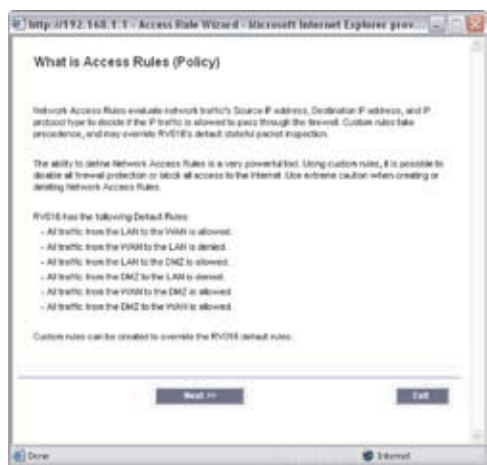 http://192.168.1.1 - Access Rule Wizard - Microsoft Internet Explorer prov...
What is Access Rules (Policy)
Network Access Rules evaluate network traffic's Source IP address, Destination IP address, and IP
protocol type to decide if the IP traffic is allowed to pass through the firewall. Custom rules take
precedence, and may override RV016's default stateful packet inspection.
The ability to define Network Access Rules is a very powerful tool. Using custom rules, it is possible to
disable all firewall protection or block all access to the Internet. Use extreme caution when creating or
deleting Network Access Rules.
RV016 has the following Default Rules:
- All traffic from the LAN to the WAN is allowed.
- All traffic from the WAN to the LAN is denied.
- All traffic from the LAN to the DMZ is allowed.
- All traffic from the DMZ to the LAN is denied.
- All traffic from the WAN to the DMZ is allowed.
- All traffic from the DMZ to the WAN is allowed.
Custom rules can be created to override the RV016 default rules.
Next >>
Exit
Done
Internet